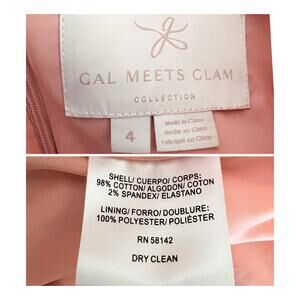 g
GAL MEETS GLAM
COLLECTION
4
Made in China
Hecho en China
Fabriqué en Chine
SHELL/ CUERPO/ CORPS:
98% COTTON/ ALGODON/ COTON
2% SPANDEX/ ELASTANO/
LINING/ FORRO/ DOUBLURE:
100% POLYESTER/ POLIÉSTER
RN 58142
DRY CLEAN